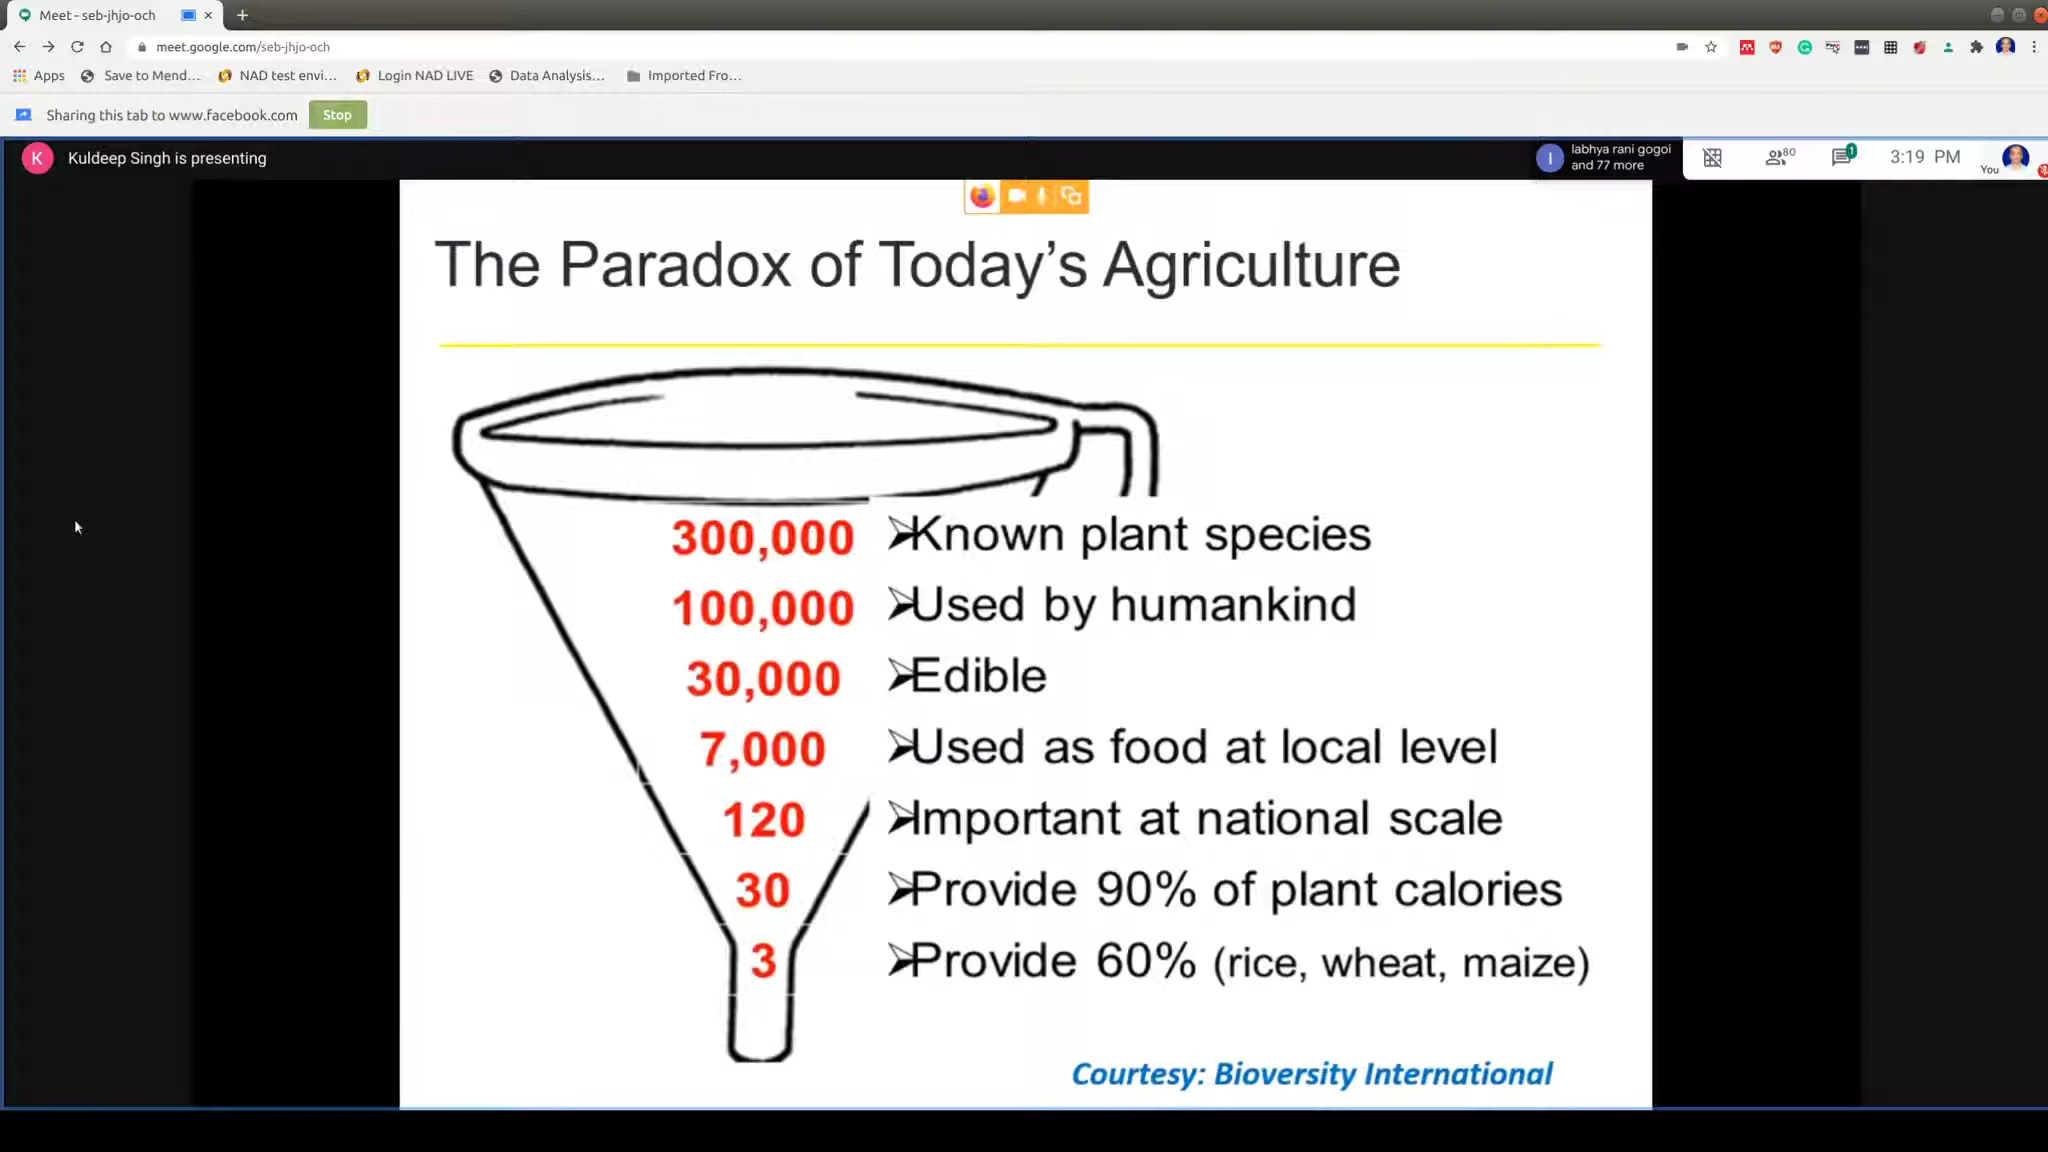 Meet - seb-jhjo-och
meet.google.com/seb-jhjo-och
Apps Save to Mend... NAD test envi... Login NAD LIVE Data Analysis... Imported Fro...
Sharing this tab to www.facebook.com Stop
K Kuldeep Singh is presenting
l labhya rani gogoi
and 77 more
80 1 3:19 PM You
The Paradox of Today's Agriculture
300,000 ➢Known plant species
100,000 ➢Used by humankind
30,000 ➢Edible
7,000 ➢Used as food at local level
120 ➢Important at national scale
30 ➢Provide 90% of plant calories
3 ➢Provide 60% (rice, wheat, maize)
Courtesy: Bioversity International